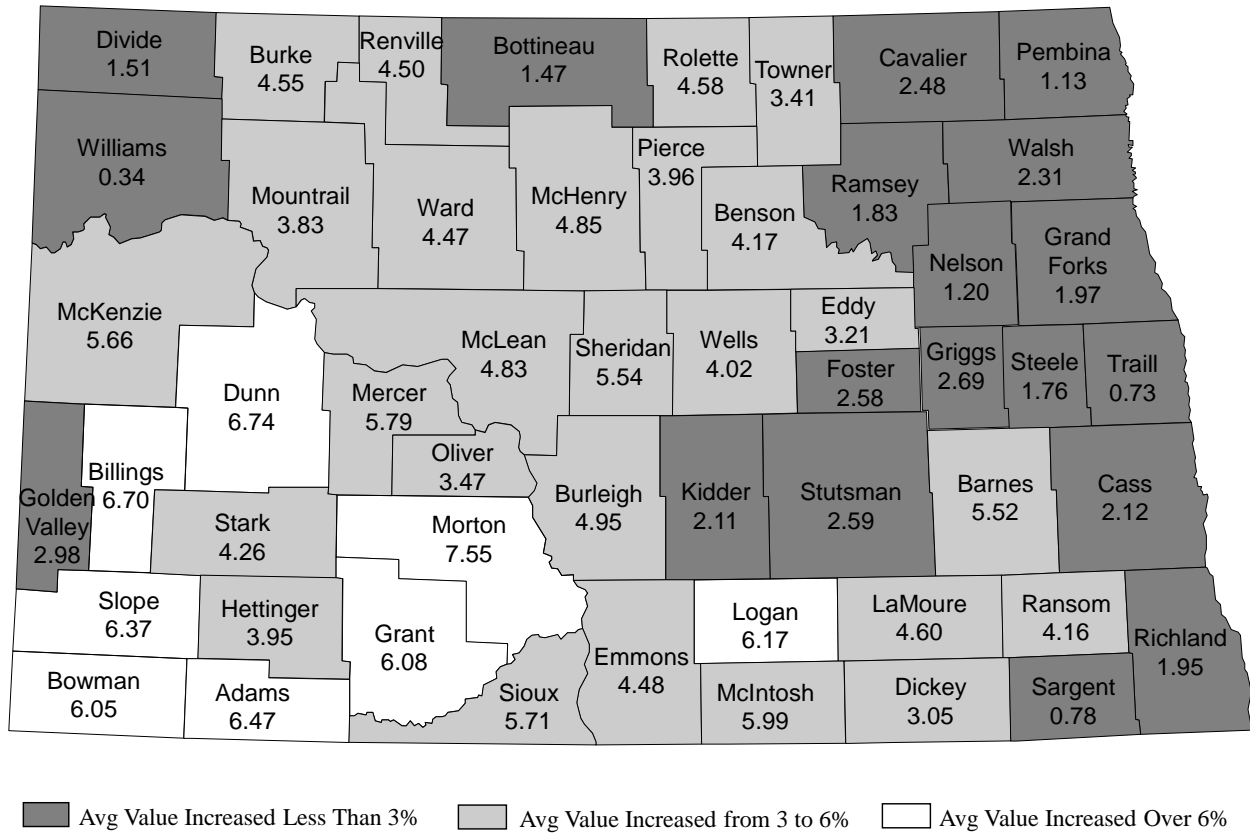 Divide
1.51
Burke
4.55
Renville
4.50
Bottineau
1.47
Rolette
4.58
Towner
3.41
Cavalier
2.48
Pembina
1.13
Williams
0.34
Mountrail
3.83
Ward
4.47
McHenry
4.85
Pierce
3.96
Benson
4.17
Ramsey
1.83
Walsh
2.31
Nelson
1.20
Grand
Forks
1.97
McKenzie
5.66
Dunn
6.74
McLean
4.83
Mercer
5.79
Oliver
3.47
Sheridan
5.54
Wells
4.02
Eddy
3.21
Foster
2.58
Griggs
2.69
Steele
1.76
Traill
0.73
Golden
Valley
2.98
Billings
6.70
Stark
4.26
Morton
7.55
Burleigh
4.95
Kidder
2.11
Stutsman
2.59
Barnes
5.52
Cass
2.12
Slope
6.37
Hettinger
3.95
Grant
6.08
Bowman
6.05
Adams
6.47
Sioux
5.71
Emmons
4.48
Logan
6.17
LaMoure
4.60
Ransom
4.16
Richland
1.95
McIntosh
5.99
Dickey
3.05
Sargent
0.78
Avg Value Increased Less Than 3%
Avg Value Increased from 3 to 6%
Avg Value Increased Over 6%